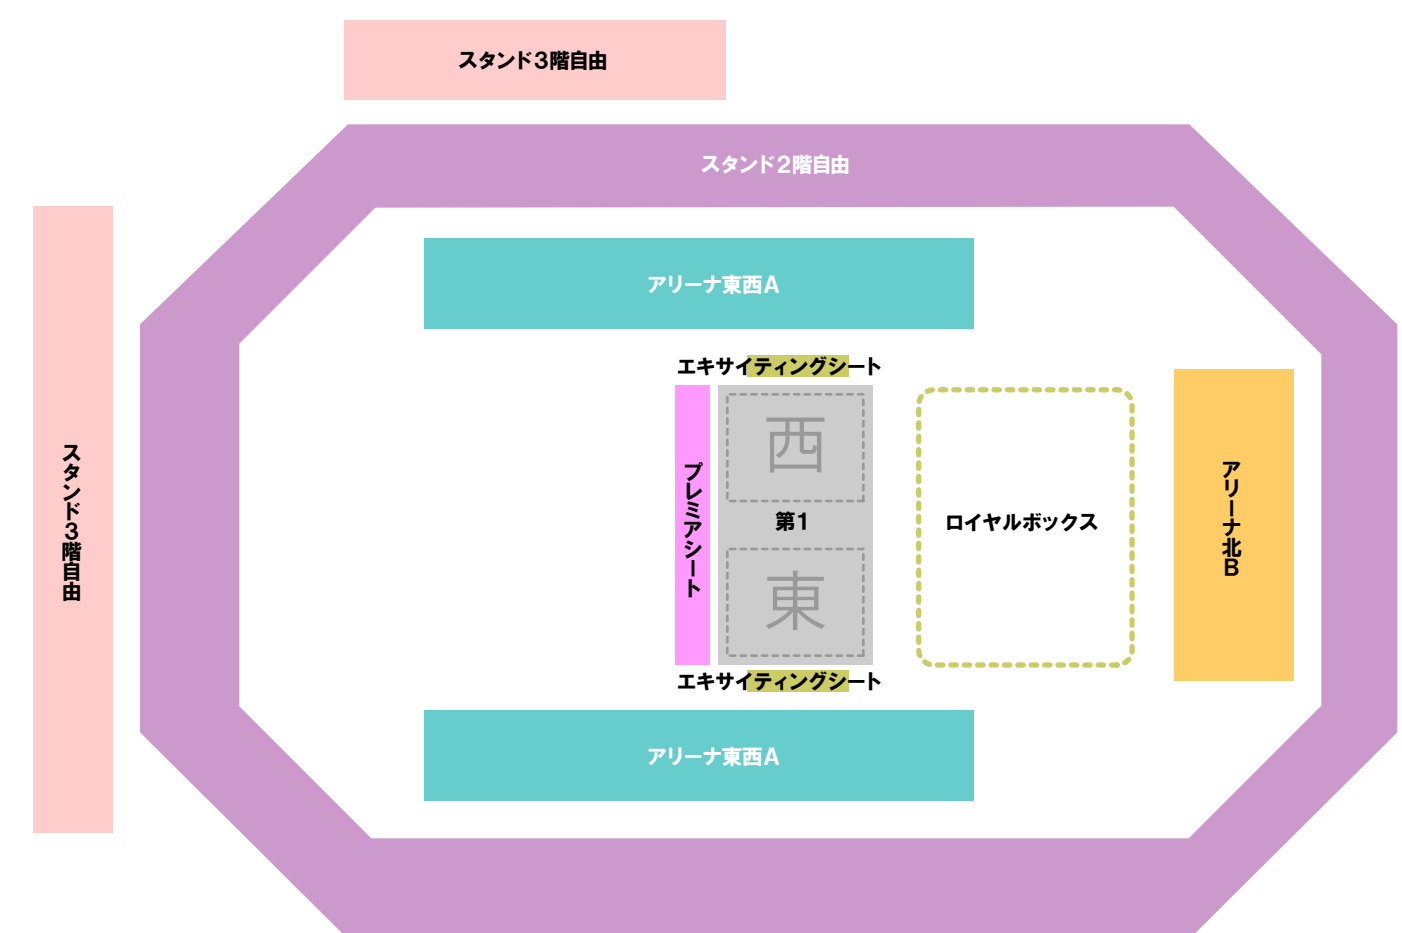 スタンド3階自由
スタンド2階自由
アリーナ東西A
エキサイティングシート
西
スタンド3階自由
プレミアシート
第1
ロイヤルボックス
アリーナ北B
東
エキサイティングシート
アリーナ東西A